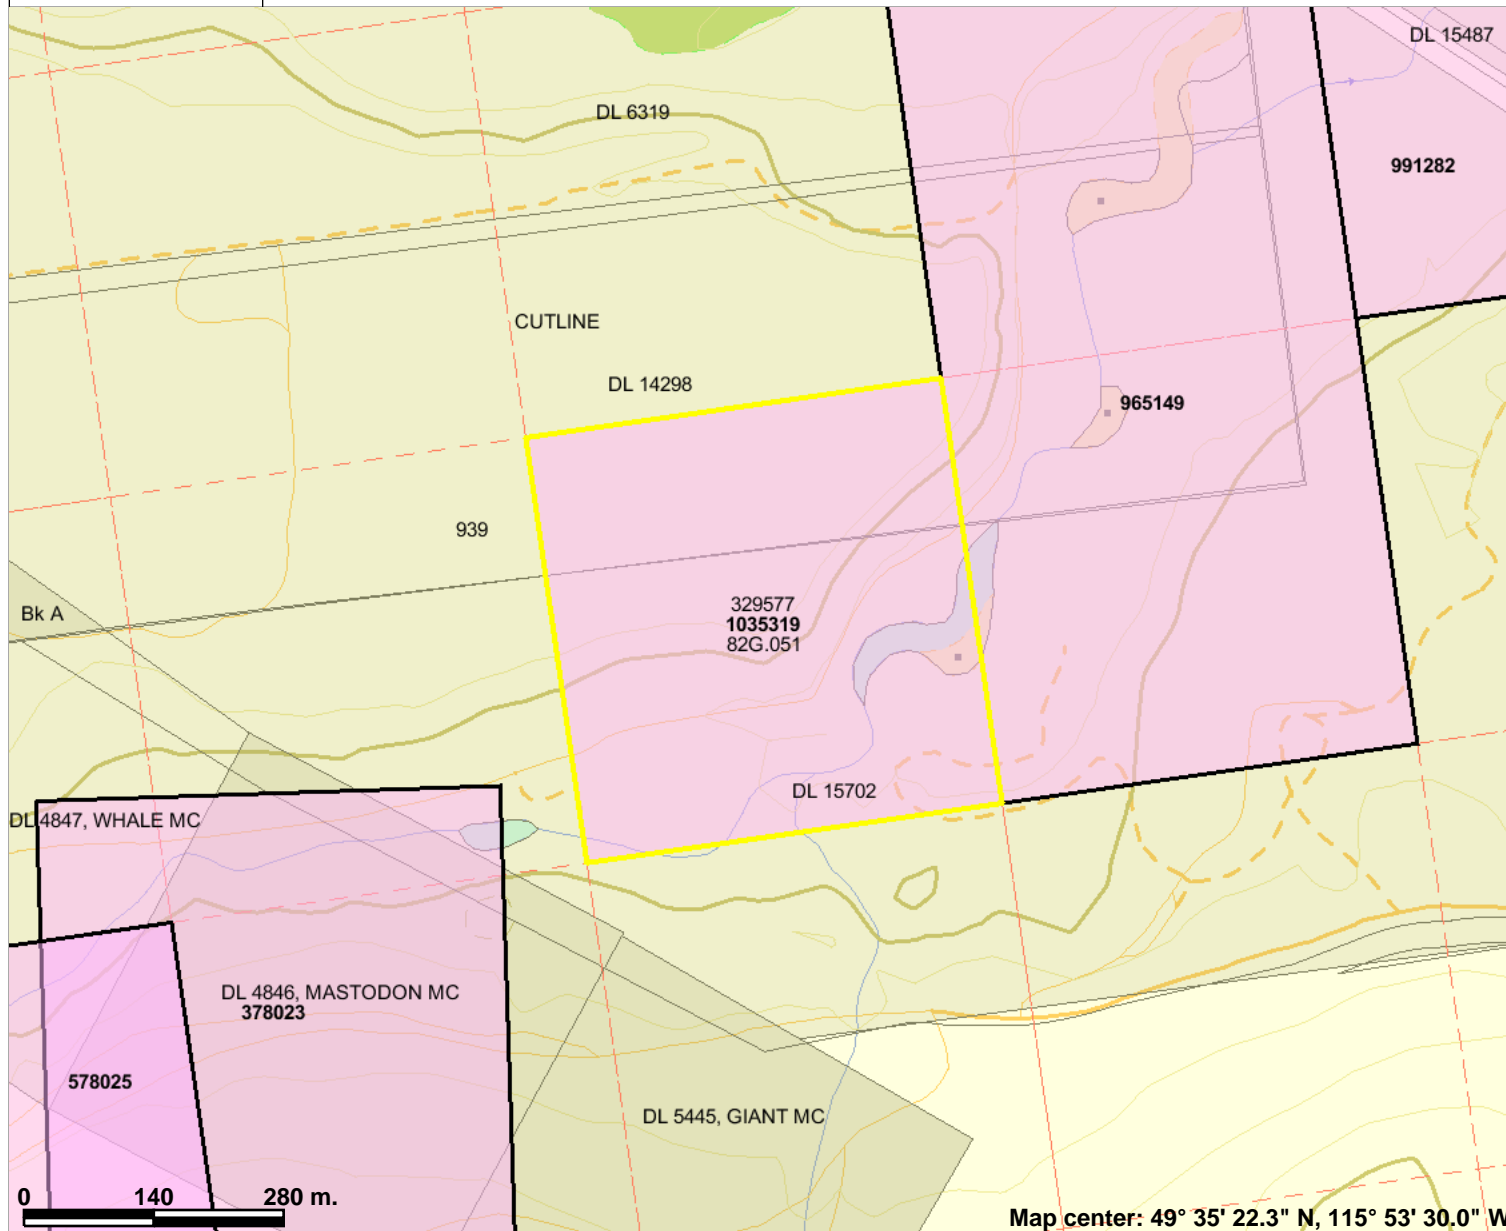 DL 15487
DL 6319
991282
CUTLINE
DL 14298
965149
939
329577
1035319
82G.051
Bk A
DL 15702
DL 4847, WHALE MC
DL 4846, MASTODON MC
378023
578025
DL 5445, GIANT MC
0 140 280 m.
Map center: 49° 35' 22.3" N, 115° 53' 30.0" W